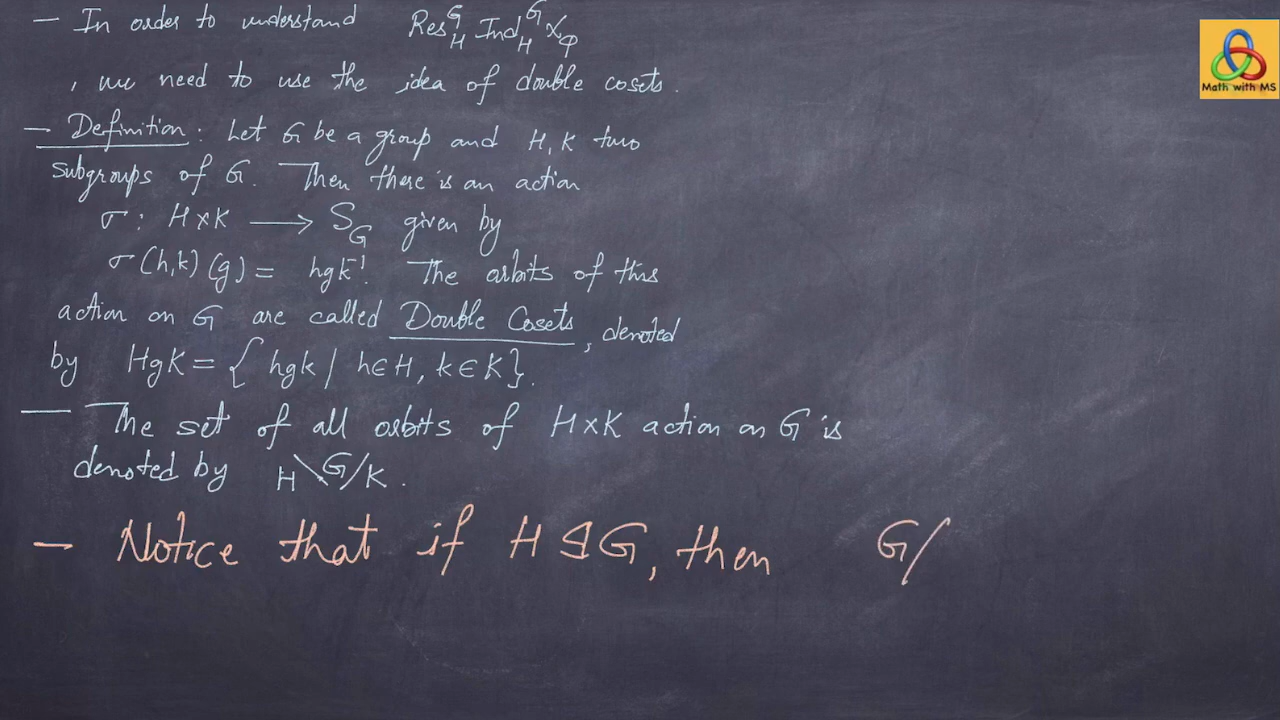 — In order to understand Res^G_H Ind^G_H χ_φ
, we need to use the idea of double cosets.
— Definition: Let G be a group and H, K two
subgroups of G. Then there is an action
σ: H×K ⟶ S_G given by
σ(h,k)(g) = hgk⁻¹. The orbits of this
action on G are called Double Cosets, denoted
by HgK = { hgk / h∈H, k∈K}.
— The set of all orbits of H×K action on G is
denoted by H\G/K.
— Notice that if H ⊴ G, then G/
Math with MS